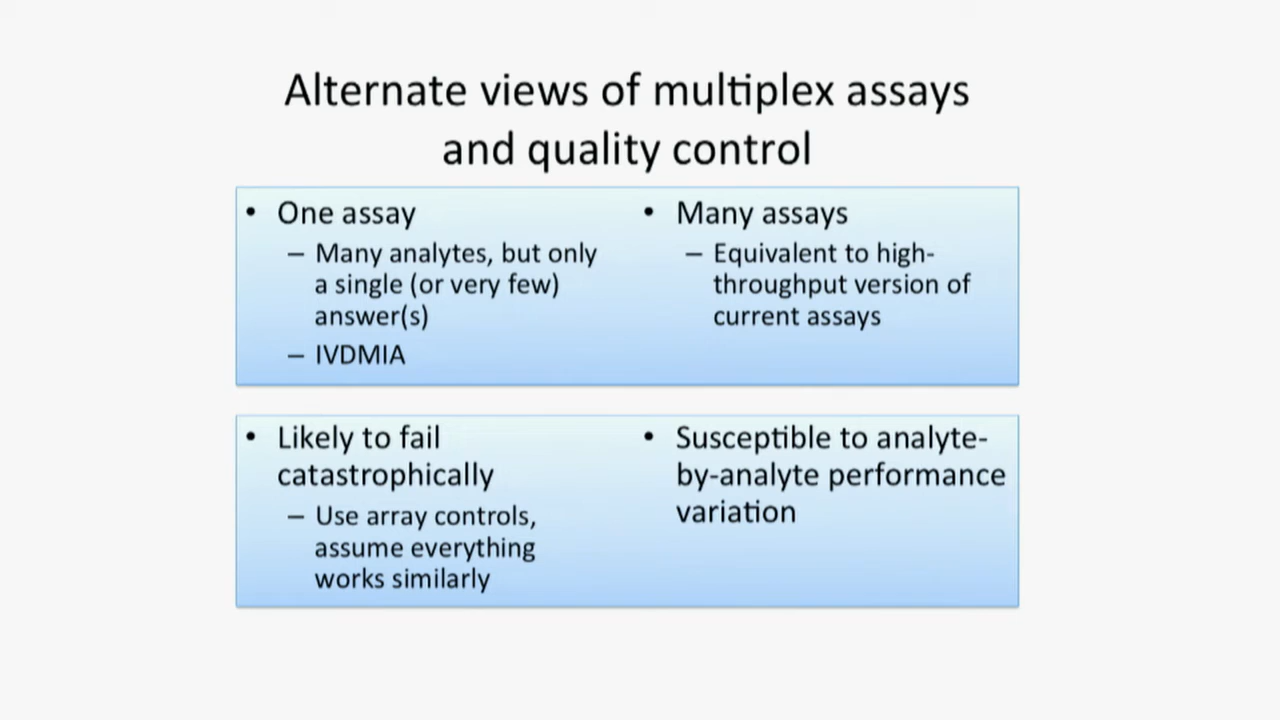 Alternate views of multiplex assays
and quality control
• One assay
– Many analytes, but only
a single (or very few)
answer(s)
– IVDMIA
• Many assays
– Equivalent to high-
throughput version of
current assays
• Likely to fail
catastrophically
– Use array controls,
assume everything
works similarly
• Susceptible to analyte-
by-analyte performance
variation